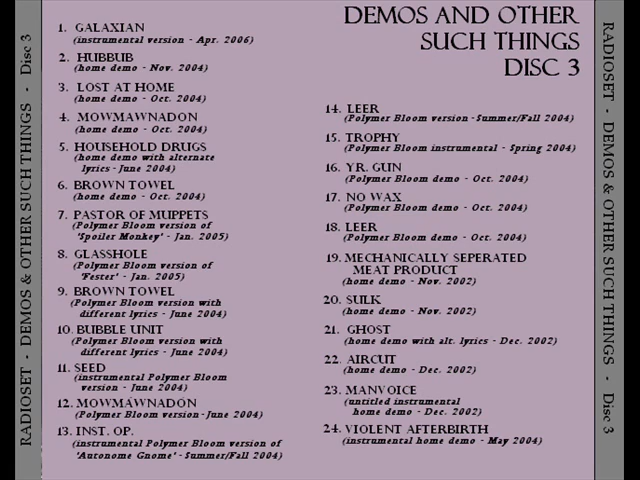 RADIOSET - DEMOS & OTHER SUCH THINGS - Disc 3
DEMOS AND OTHER
SUCH THINGS
DISC 3
1. GALAXIAN
(instrumental version - Apr. 2006)
2. HUBBUB
(home demo - Nov. 2004)
3. LOST AT HOME
(home demo - Oct. 2004)
4. MOWMAWNADON
(home demo - Oct. 2004)
5. HOUSEHOLD DRUGS
(home demo with alternate
lyrics - June 2004)
6. BROWN TOWEL
(home demo - Oct. 2004)
7. PASTOR OF MUPPETS
(Polymer Bloom version of
'Spoiler Monkey' - Jan. 2005)
8. GLASSHOLE
(Polymer Bloom version of
'Fester' - Jan. 2005)
9. BROWN TOWEL
(Polymer Bloom version with
different lyrics - June 2004)
10. BUBBLE UNIT
(Polymer Bloom version with
different lyrics - June 2004)
11. SEED
(instrumental Polymer Bloom
version - June 2004)
12. MOWMAWNADON
(Polymer Bloom version - June 2004)
13. INST. OP.
(instrumental Polymer Bloom version of
'Autonome Gnome' - Summer/Fall 2004)
14. LEER
(Polymer Bloom version - Summer/Fall 2004)
15. TROPHY
(Polymer Bloom instrumental - Spring 2004)
16. YR. GUN
(Polymer Bloom demo - Oct. 2004)
17. NO WAX
(Polymer Bloom demo - Oct. 2004)
18. LEER
(Polymer Bloom demo - Oct. 2004)
19. MECHANICALLY SEPERATED
MEAT PRODUCT
(home demo - Nov. 2002)
20. SULK
(home demo - Nov. 2002)
21. GHOST
(home demo with alt. lyrics - Dec. 2002)
22. AIRCUT
(home demo - Dec. 2002)
23. MANVOICE
(untitled instrumental
home demo - Dec. 2002)
24. VIOLENT AFTERBIRTH
(instrumental home demo - May 2004)
RADIOSET - DEMOS & OTHER SUCH THINGS - Disc 3